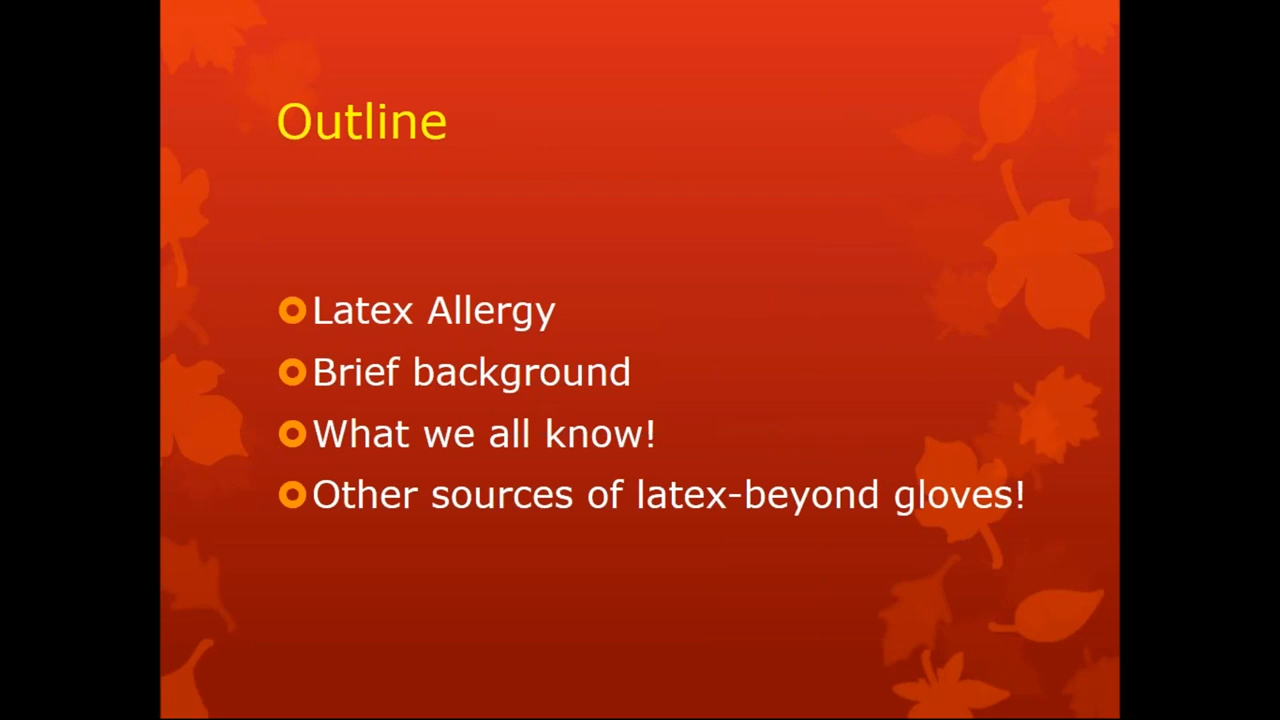 Outline
Latex Allergy
Brief background
What we all know!
Other sources of latex-beyond gloves!